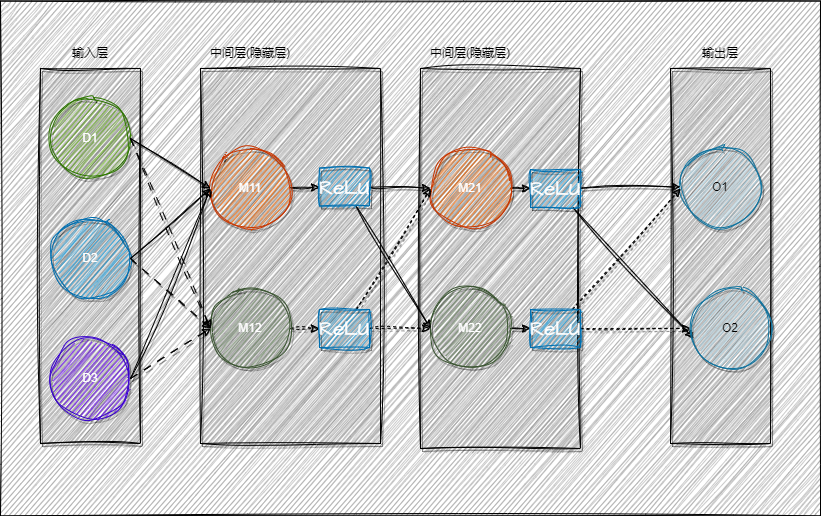 输入层
中间层(隐藏层)
中间层(隐藏层)
输出层
D1
D2
D3
M11
ReLU
M12
ReLU
M21
ReLU
M22
ReLU
O1
O2